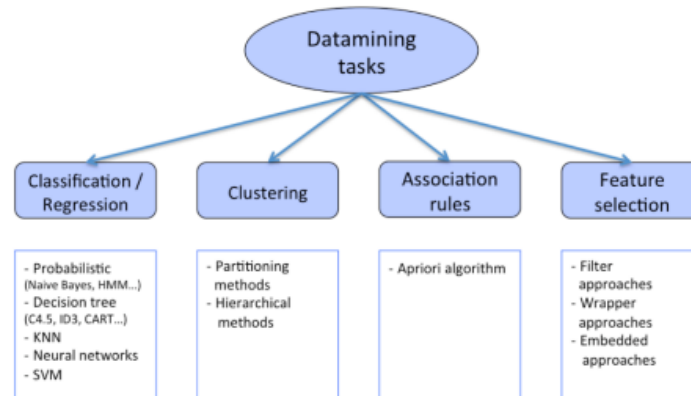 Datamining
tasks
Classification /
Regression
Clustering
Association
rules
Feature
selection
- Probabilistic
(Naive Bayes, HMM...)
- Decision tree
(C4.5, ID3, CART...)
- KNN
- Neural networks
- SVM
- Partitioning
methods
- Hierarchical
methods
- Apriori algorithm
- Filter
approaches
- Wrapper
approaches
- Embedded
approaches